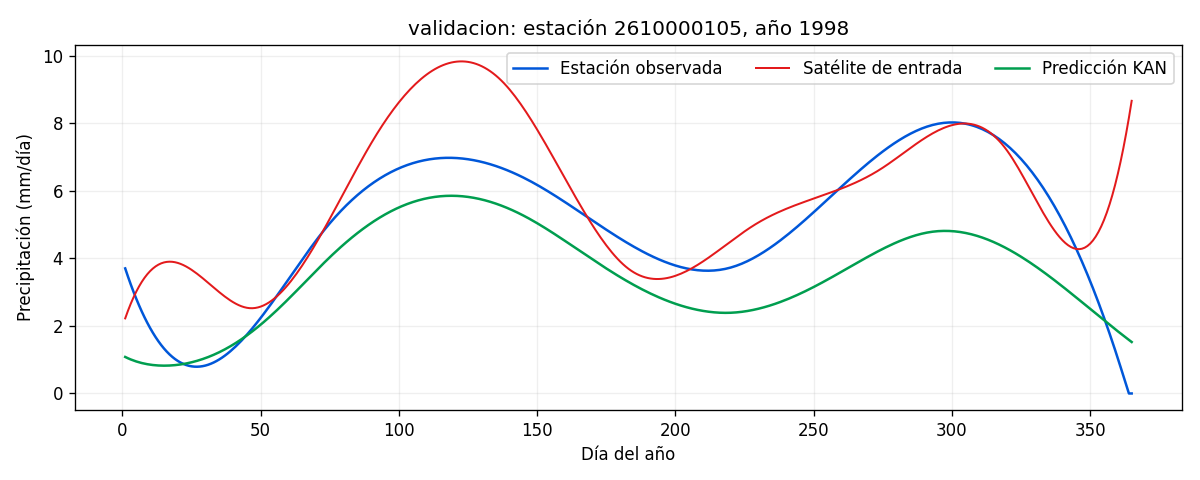 validacion: estación 2610000105, año 1998
Estación observada
Satélite de entrada
Predicción KAN
Precipitación (mm/día)
10
8
6
4
2
0
0 50 100 150 200 250 300 350
Día del año